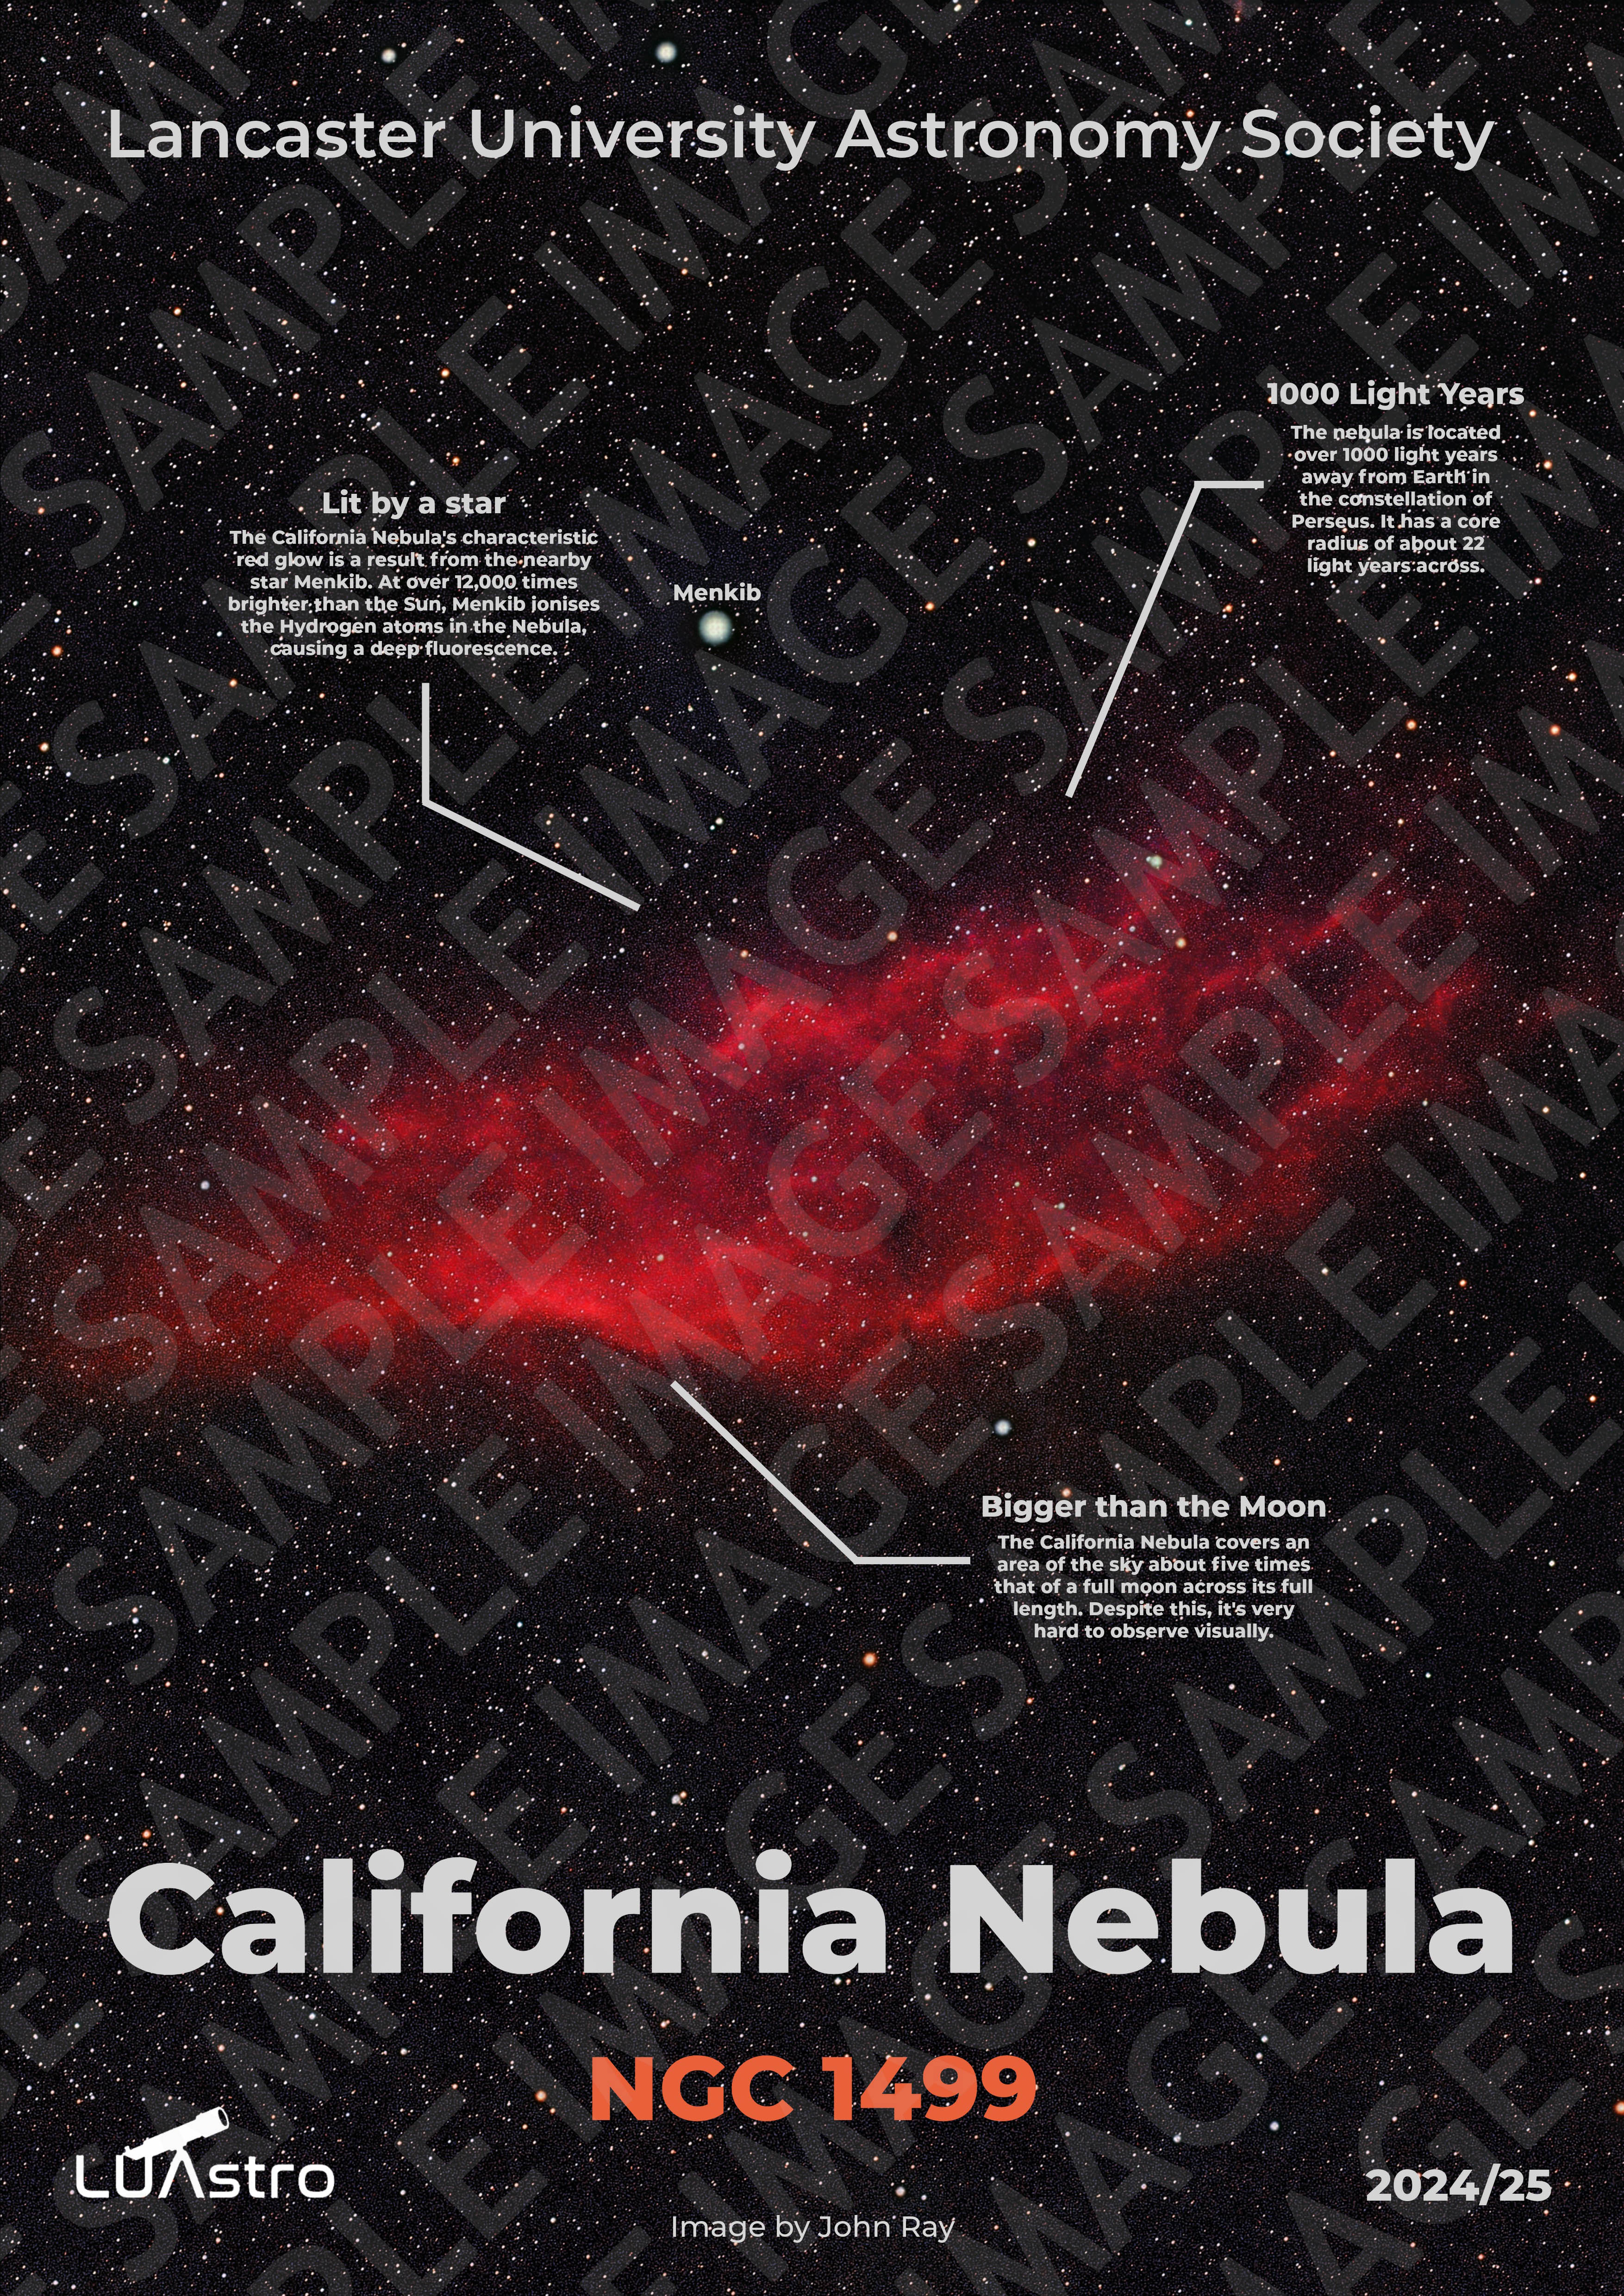 Lancaster University Astronomy Society
1000 Light Years
The nebula is located
over 1000 light years
away from Earth in
the constellation of
Perseus. It has a core
radius of about 22
light years across.
Lit by a star
The California Nebula's characteristic
red glow is a result from the nearby
star Menkib. At over 12,000 times
brighter than the Sun, Menkib ionises
the Hydrogen atoms in the Nebula,
causing a deep fluorescence.
Menkib
Bigger than the Moon
The California Nebula covers an
area of the sky about five times
that of a full moon across its full
length. Despite this, it's very
hard to observe visually.
California Nebula
NGC 1499
LUAstro
2024/25
Image by John Ray
SAMPLE IMAGE SAMPLE IMAGE